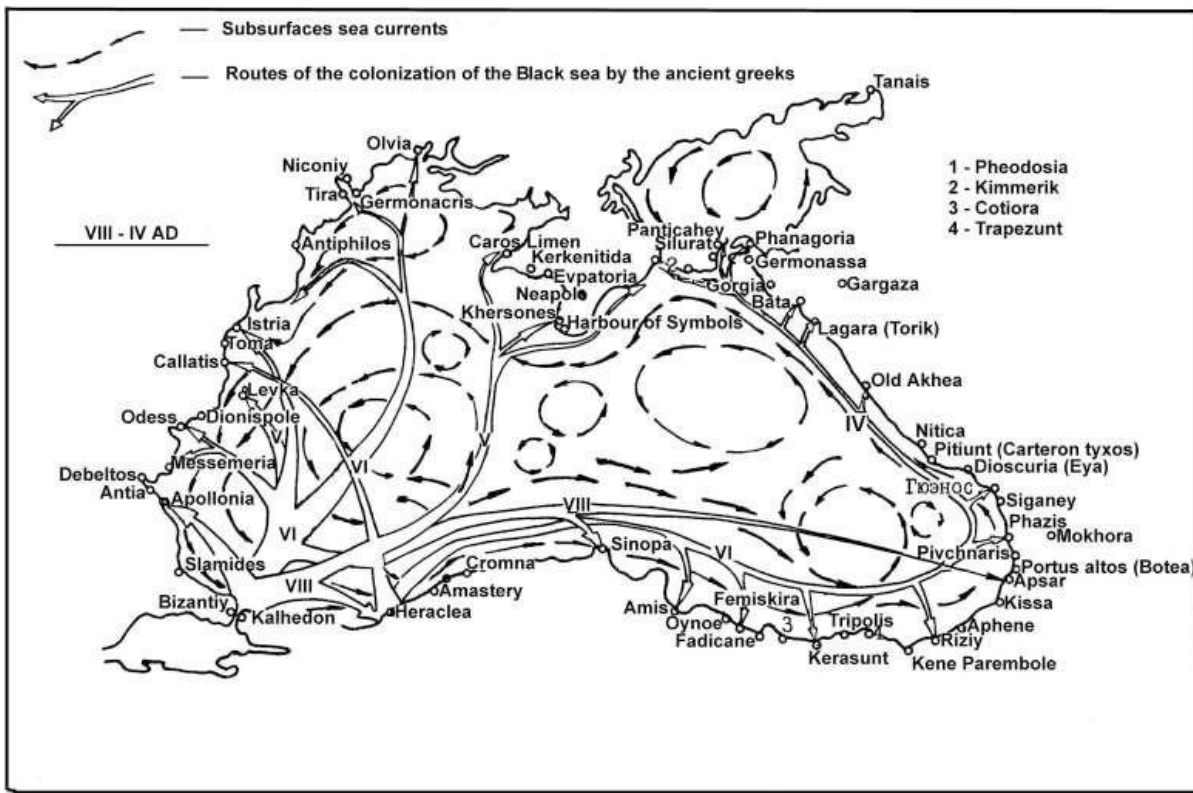 Subsurfaces sea currents
Routes of the colonization of the Black sea by the ancient greeks
Tanais
Olvia
Niconiy
Tira
Germonacris
1 - Pheodosia
2 - Kimmerik
3 - Cotiora
4 - Trapezunt
VIII - IV AD
Antiphilos
Caros Limen
Kerkenitida
Evpatoria
Neapole
Khersones
Harbour of Symbols
Panticahey
Silurat
Phanagoria
Germonassa
2
Gorgia
Gargaza
Bata
Lagara (Torik)
Istria
Toma
Callatis
Levka
Old Akhea
Odess
Dionispole
V
V
IV
Nitica
Pitiunt (Carteron tyxos)
Dioscuria (Eya)
Messemeria
VI
Debeltos
Antia
Apollonia
Гюэнос
Siganey
VIII
Phazis
Mokhora
VI
Sinopa
VI
Pivchnaris
Portus altos (Botea)
Slamides
VIII
Cromna
Apsar
Amastery
Kissa
Bizantiy
Kalhedon
Heraclea
Amis
Femiskira
Oynoe
3
Tripolis
4
Aphene
Fadicane
Riziy
Kerasunt
Kene Parembole